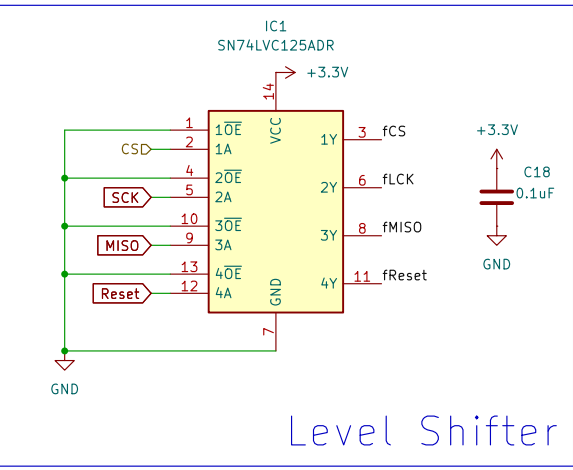 IC1
SN74LVC125ADR
+3.3V
14
VCC
1 1OE 1Y 3 fCS
CSD 2 1A
4 2OE 2Y 6 fLCK
SCK 5 2A
10 3OE 3Y 8 fMISO
MISO 9 3A
13 4OE 4Y 11 fReset
Reset 12 4A
GND
7
GND
+3.3V
C18
0.1uF
GND
Level Shifter